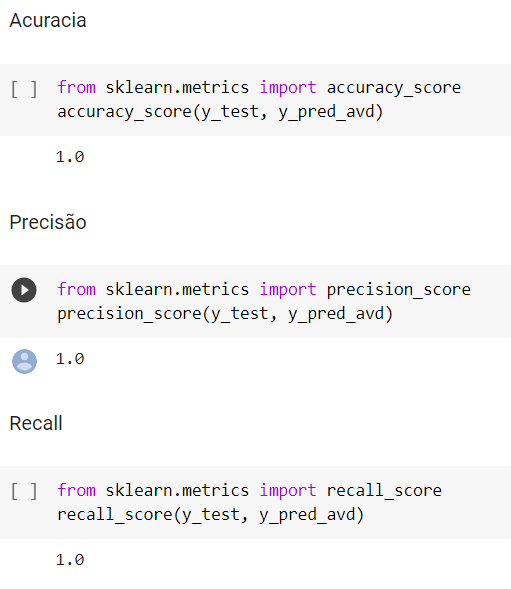 Acuracia
[ ] from sklearn.metrics import accuracy_score
accuracy_score(y_test, y_pred_avd)
1.0
Precisão
from sklearn.metrics import precision_score
precision_score(y_test, y_pred_avd)
1.0
Recall
[ ] from sklearn.metrics import recall_score
recall_score(y_test, y_pred_avd)
1.0